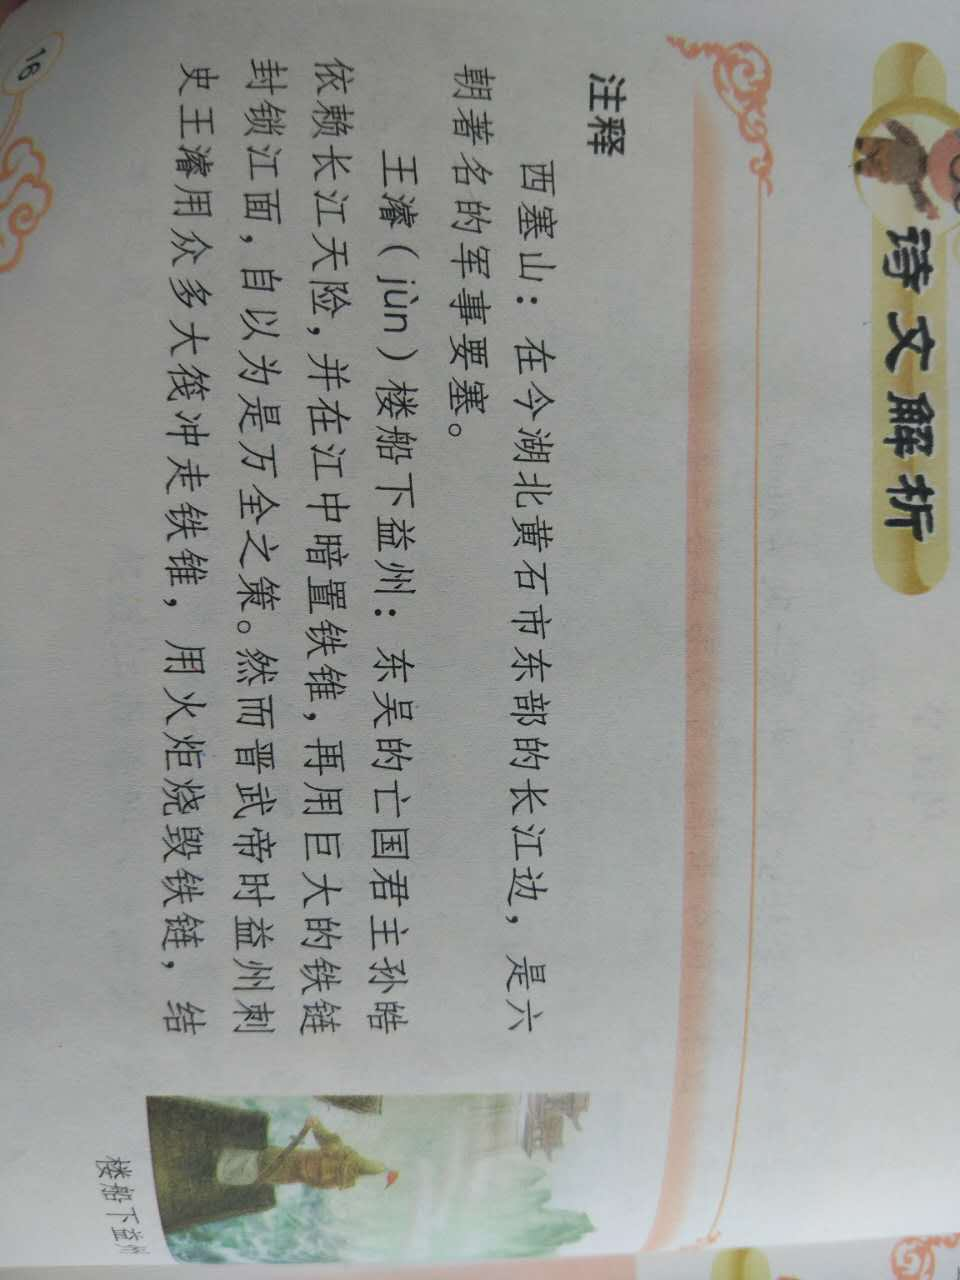 诗文解析
注释
西塞山：在今湖北黄石市东部的长江边，是六
朝著名的军事要塞。
王濬（jùn）楼船下益州：东吴的亡国君主孙皓
依赖长江天险，并在江中暗置铁锥，再用巨大的铁链
封锁江面，自以为是万全之策。然而晋武帝时益州刺
史王濬用众多大筏冲走铁锥，用火炬烧毁铁链，结
楼船下益州
18